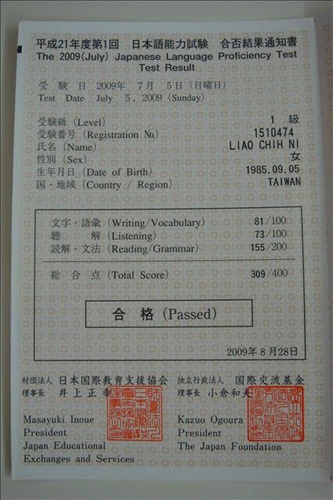 平成21年度第1回 日本語能力試験 合否結果通知書
The 2009(July) Japanese Language Proficiency Test
Test Result
受 験 日 2009年 7月 5日 (日曜日)
Test Date July 5, 2009 (Sunday)
受験級 (Level) 1 級
受験番号 (Registration No.) 1510474
氏名 (Name) LIAO CHIH NI
性別 (Sex) 女
生年月日 (Date of Birth) 1985.09.05
国・地域 (Country / Region) TAIWAN
文字・語彙 (Writing/Vocabulary) 81/100
聴 解 (Listening) 73/100
読解・文法 (Reading/Grammar) 155/200
総 合 点 (Total Score) 309/400
合 格 (Passed)
2009年8月28日
財団法人 日本国際教育支援協会 独立行政法人 国際交流基金
理事長 井上正幸 理事長 小倉和夫
Masayuki Inoue Kazuo Ogoura
President President
Japan Educational The Japan Foundation
Exchanges and Services